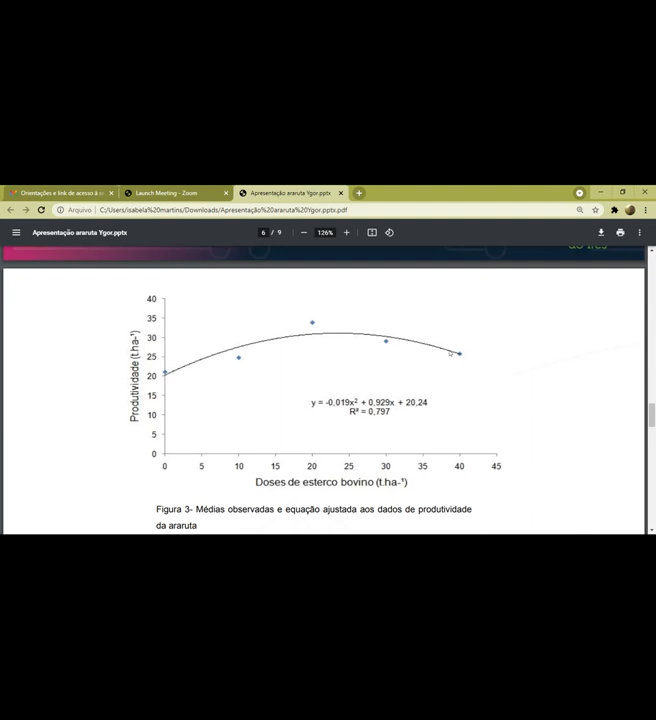 Orientações e link de acesso à s
Launch Meeting - Zoom
Apresentação araruta Ygor.pptx
Arquivo | C:/Users/isabela%20martins/Downloads/Apresentação%20araruta%20Ygor.pptx.pdf
Apresentação araruta Ygor.pptx
6 / 9
126%
Produtividade (t.ha-¹)
40
35
30
25
20
15
10
5
0
y = -0,019x² + 0,929x + 20,24
R² = 0,797
0 5 10 15 20 25 30 35 40 45
Doses de esterco bovino (t.ha-¹)
Figura 3- Médias observadas e equação ajustada aos dados de produtividade
da araruta